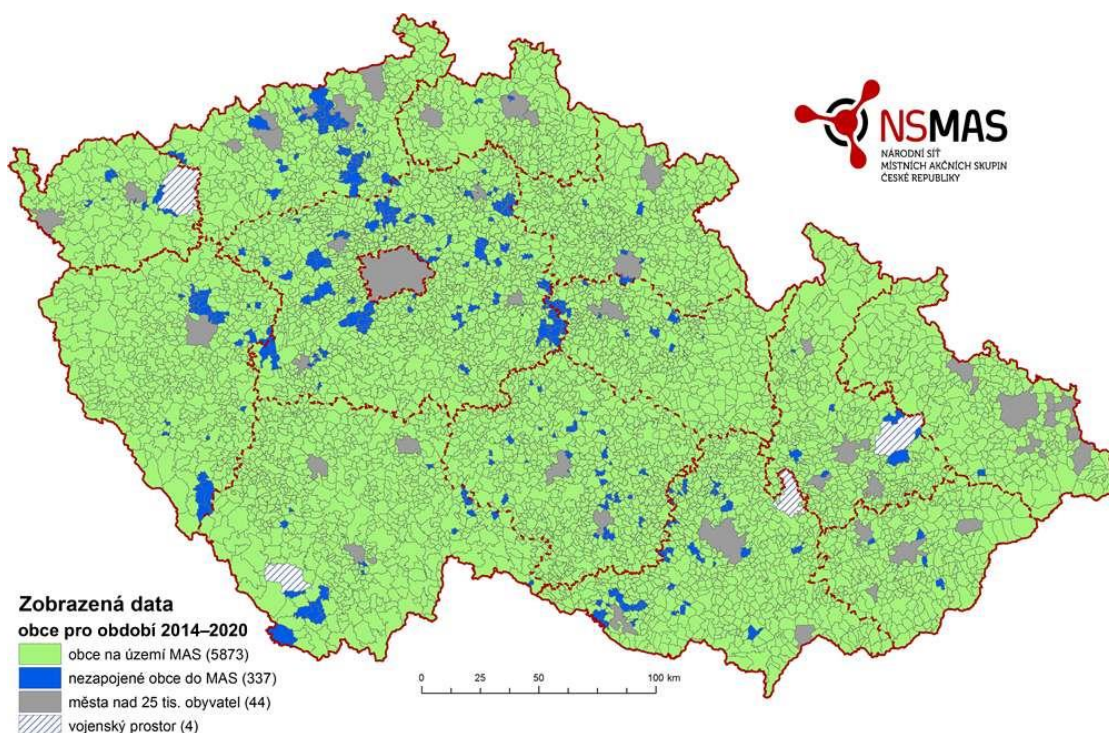 NSMAS
NÁRODNÍ SÍŤ
MÍSTNÍCH AKČNÍCH SKUPIN
ČESKÉ REPUBLIKY
Zobrazená data
obce pro období 2014–2020
obce na území MAS (5873)
nezapojené obce do MAS (337)
města nad 25 tis. obyvatel (44)
vojenský prostor (4)
0 25 50 100 km